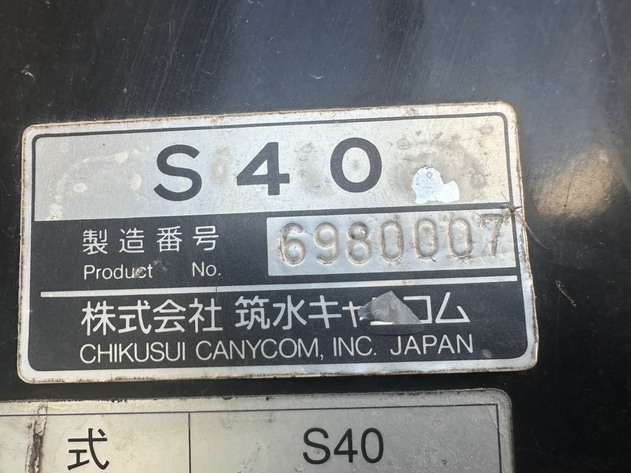 S40
製造番号
Product No. 6980007
株式会社 筑水キャニコム
CHIKUSUI CANYCOM, INC. JAPAN
式 S40